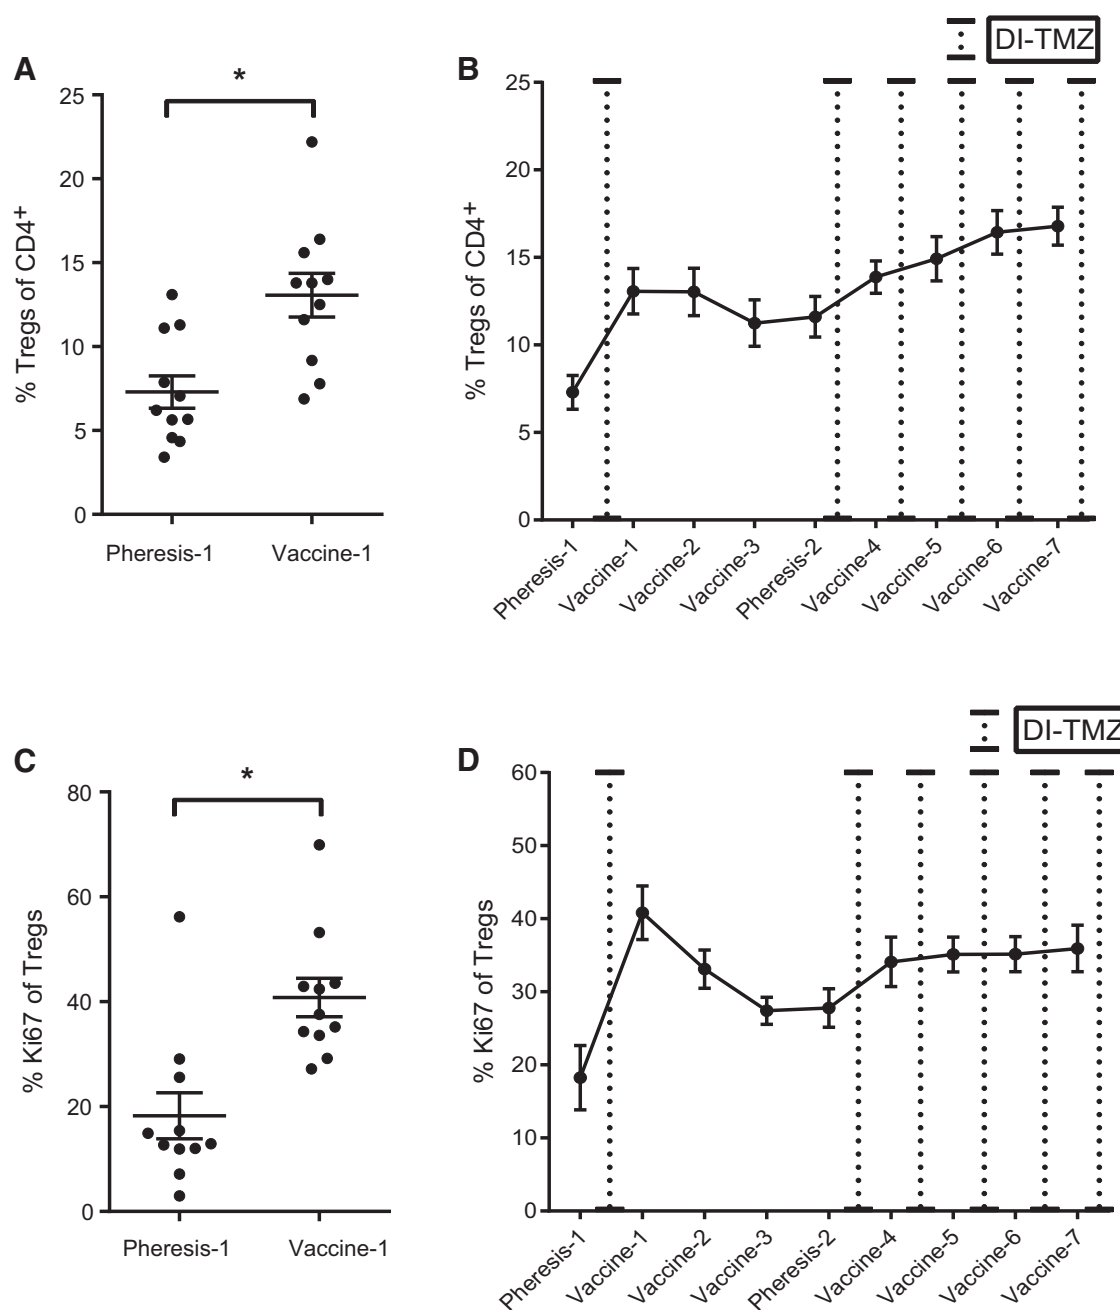 A
*
25
20
15
10
5
0
% Tregs of CD4+
Pheresis-1
Vaccine-1
B
DI-TMZ
25
20
15
10
5
0
% Tregs of CD4+
Pheresis-1
Vaccine-1
Vaccine-2
Vaccine-3
Pheresis-2
Vaccine-4
Vaccine-5
Vaccine-6
Vaccine-7
C
*
80
60
40
20
0
% Ki67 of Tregs
Pheresis-1
Vaccine-1
D
DI-TMZ
60
50
40
30
20
10
0
% Ki67 of Tregs
Pheresis-1
Vaccine-1
Vaccine-2
Vaccine-3
Pheresis-2
Vaccine-4
Vaccine-5
Vaccine-6
Vaccine-7